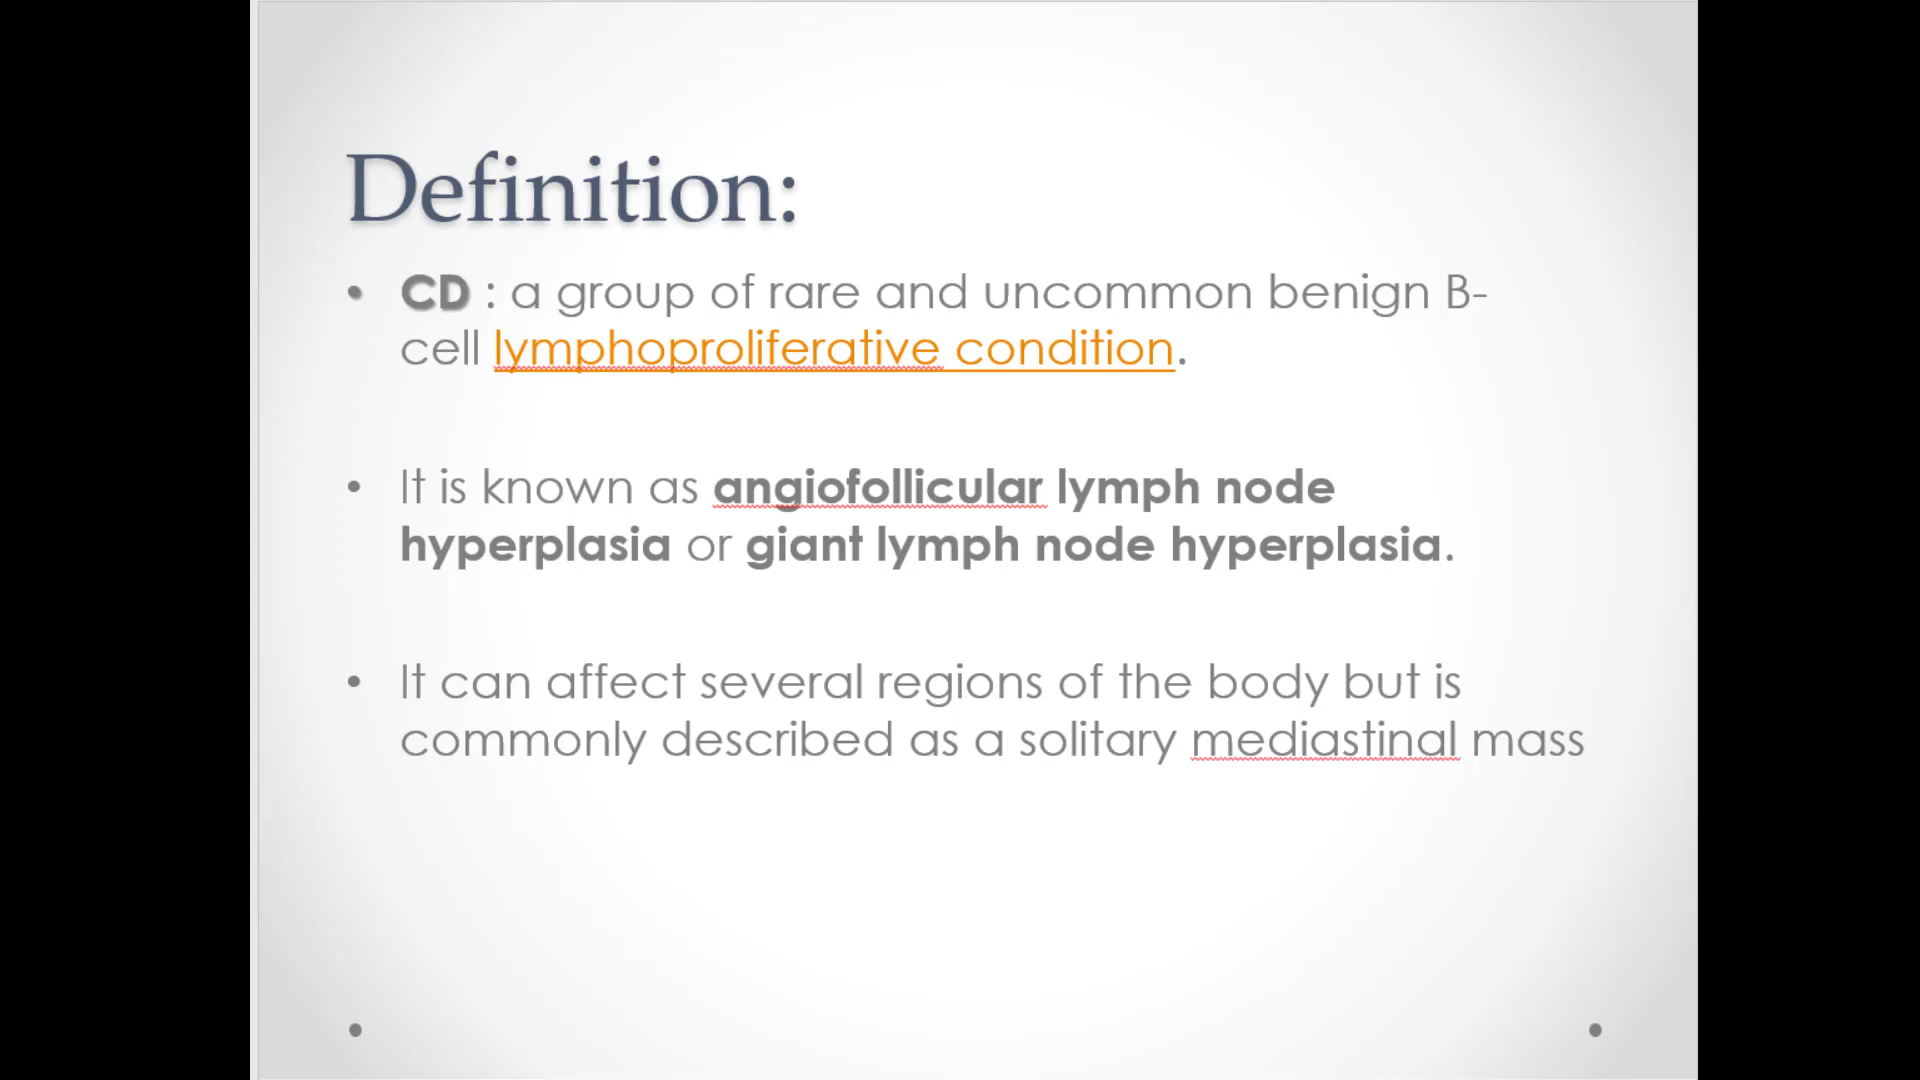 Definition:
• CD : a group of rare and uncommon benign B-
cell lymphoproliferative condition.
• It is known as angiofollicular lymph node
hyperplasia or giant lymph node hyperplasia.
• It can affect several regions of the body but is
commonly described as a solitary mediastinal mass